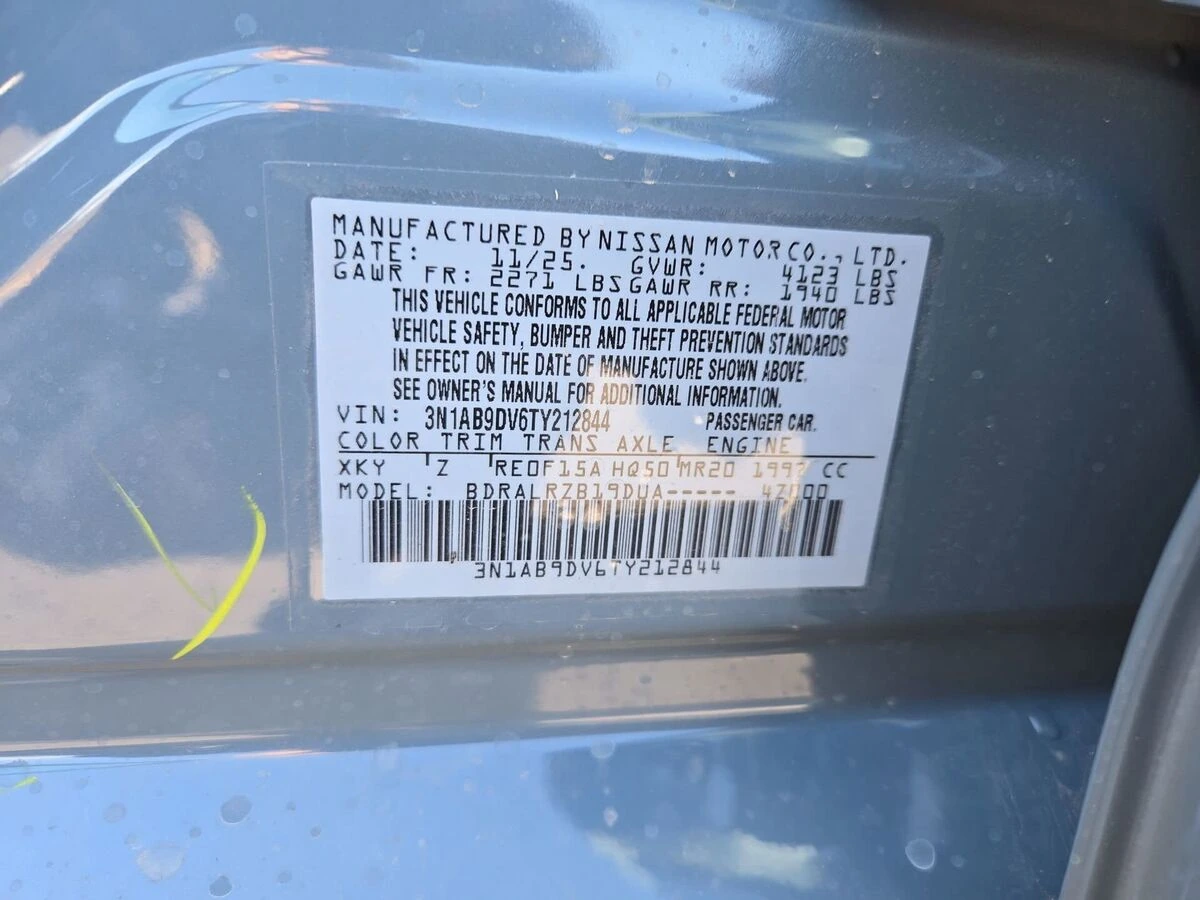 MANUFACTURED BY NISSAN MOTOR CO., LTD.
DATE: 11/25. GVWR: 4123 LBS
GAWR FR: 2271 LBS GAWR RR: 1940 LBS
THIS VEHICLE CONFORMS TO ALL APPLICABLE FEDERAL MOTOR
VEHICLE SAFETY, BUMPER AND THEFT PREVENTION STANDARDS
IN EFFECT ON THE DATE OF MANUFACTURE SHOWN ABOVE.
SEE OWNER'S MANUAL FOR ADDITIONAL INFORMATION.
VIN: 3N1AB9DV6TY212844 PASSENGER CAR.
COLOR TRIM TRANS AXLE ENGINE
XKY Z RE0F15A HQ50 MR20 1997 CC
MODEL: BDRALRZB19DUA-----
3N1AB9DV6TY212844